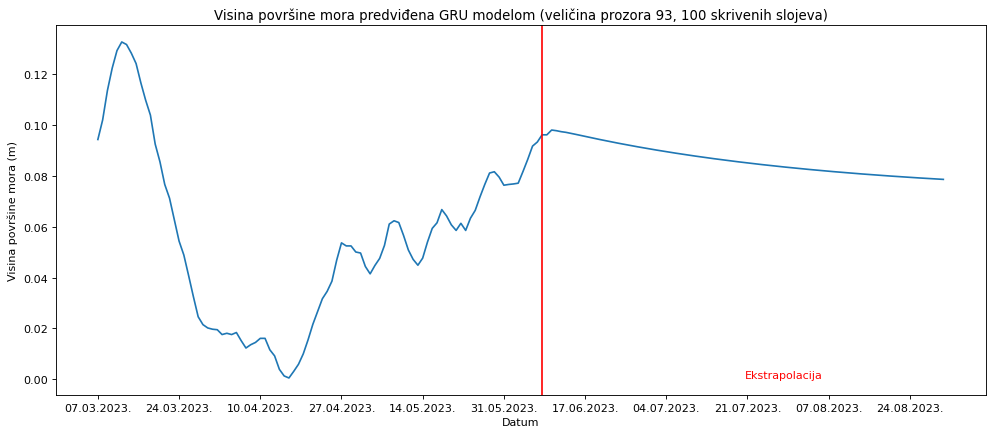 Visina površine mora predviđena GRU modelom (veličina prozora 93, 100 skrivenih slojeva)
Visina površine mora (m)
0.12
0.10
0.08
0.06
0.04
0.02
0.00
Ekstrapolacija
07.03.2023. 24.03.2023. 10.04.2023. 27.04.2023. 14.05.2023. 31.05.2023. 17.06.2023. 04.07.2023. 21.07.2023. 07.08.2023. 24.08.2023.
Datum